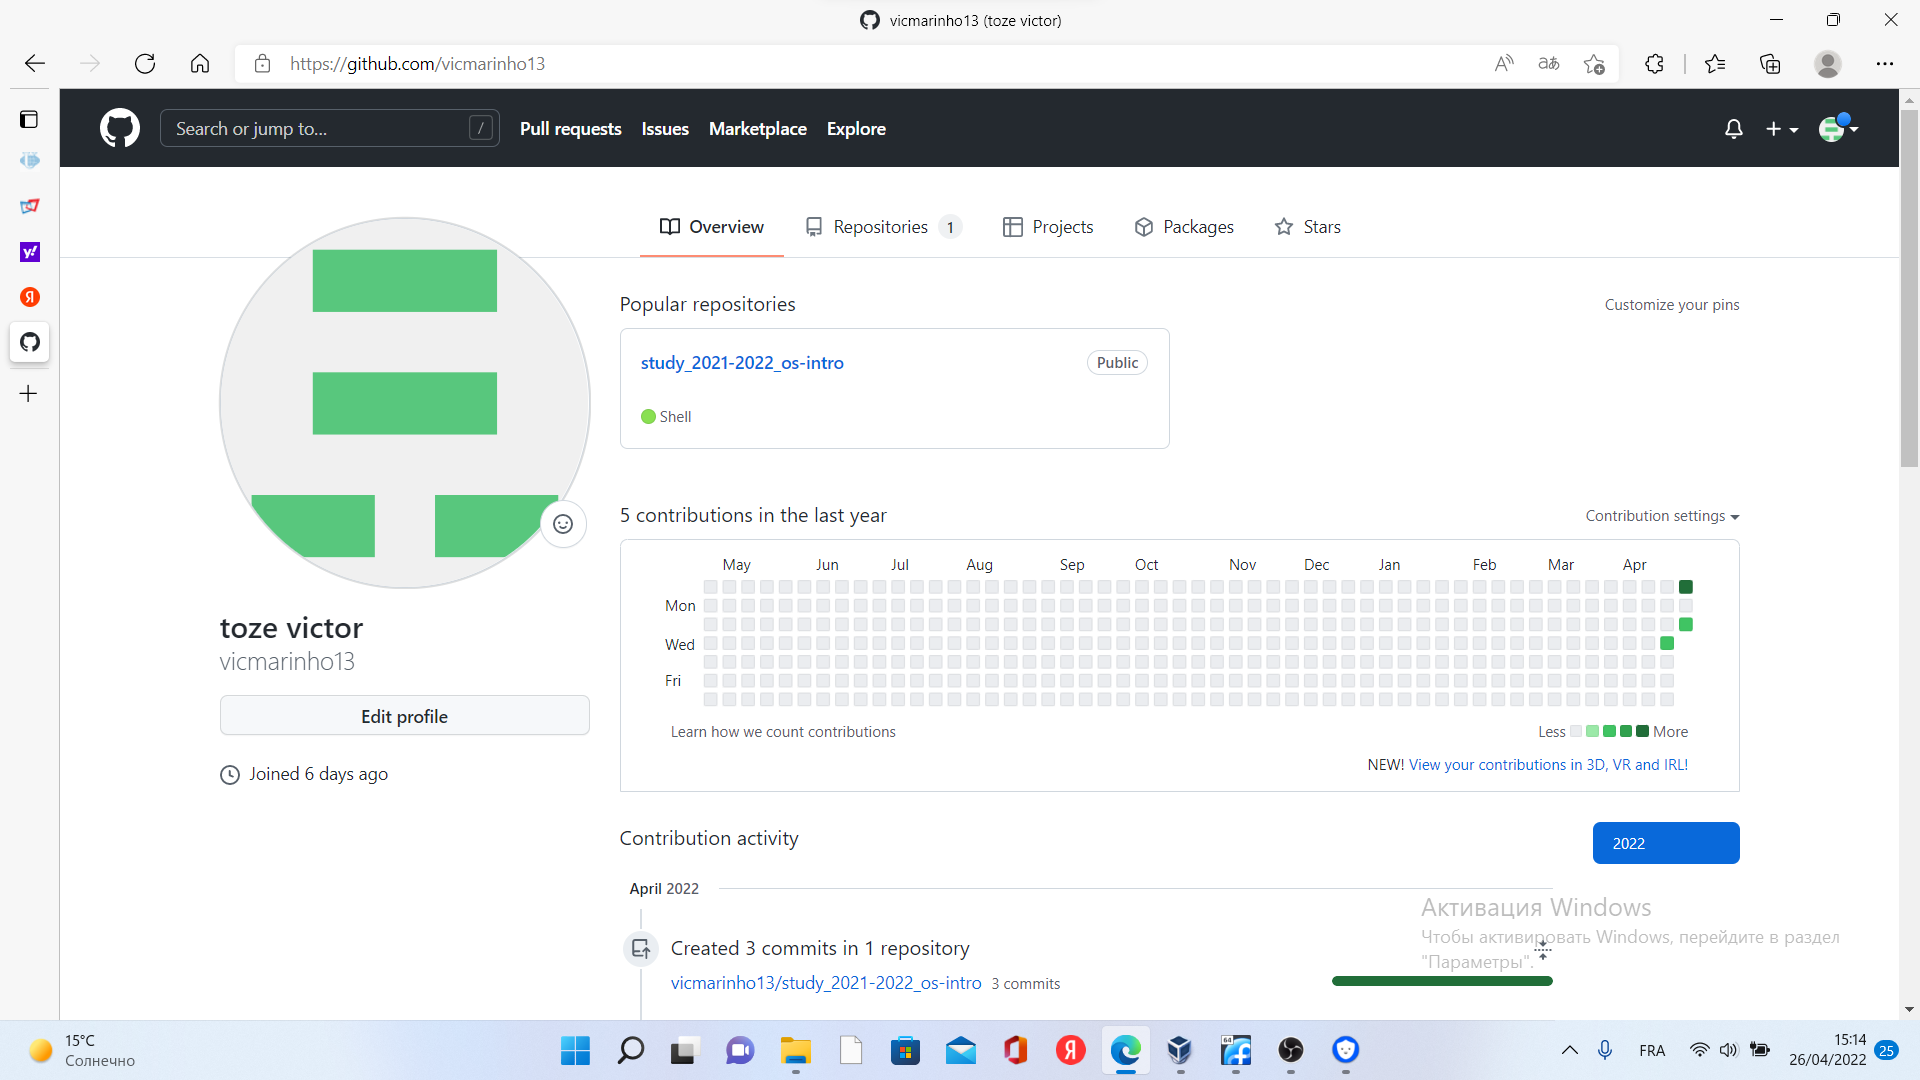 vicmarinho13 (toze victor)
https://github.com/vicmarinho13
Search or jump to... /
Pull requests
Issues
Marketplace
Explore
Overview
Repositories 1
Projects
Packages
Stars
Popular repositories
Customize your pins
study_2021-2022_os-intro
Public
Shell
5 contributions in the last year
Contribution settings
May Jun Jul Aug Sep Oct Nov Dec Jan Feb Mar Apr
Mon
Wed
Fri
Learn how we count contributions
Less More
NEW! View your contributions in 3D, VR and IRL!
toze victor
vicmarinho13
Edit profile
Joined 6 days ago
Contribution activity
2022
April 2022
Created 3 commits in 1 repository
vicmarinho13/study_2021-2022_os-intro 3 commits
Активация Windows
Чтобы активировать Windows, перейдите в раздел
"Параметры".
15°C
Солнечно
FRA
15:14
26/04/2022
25